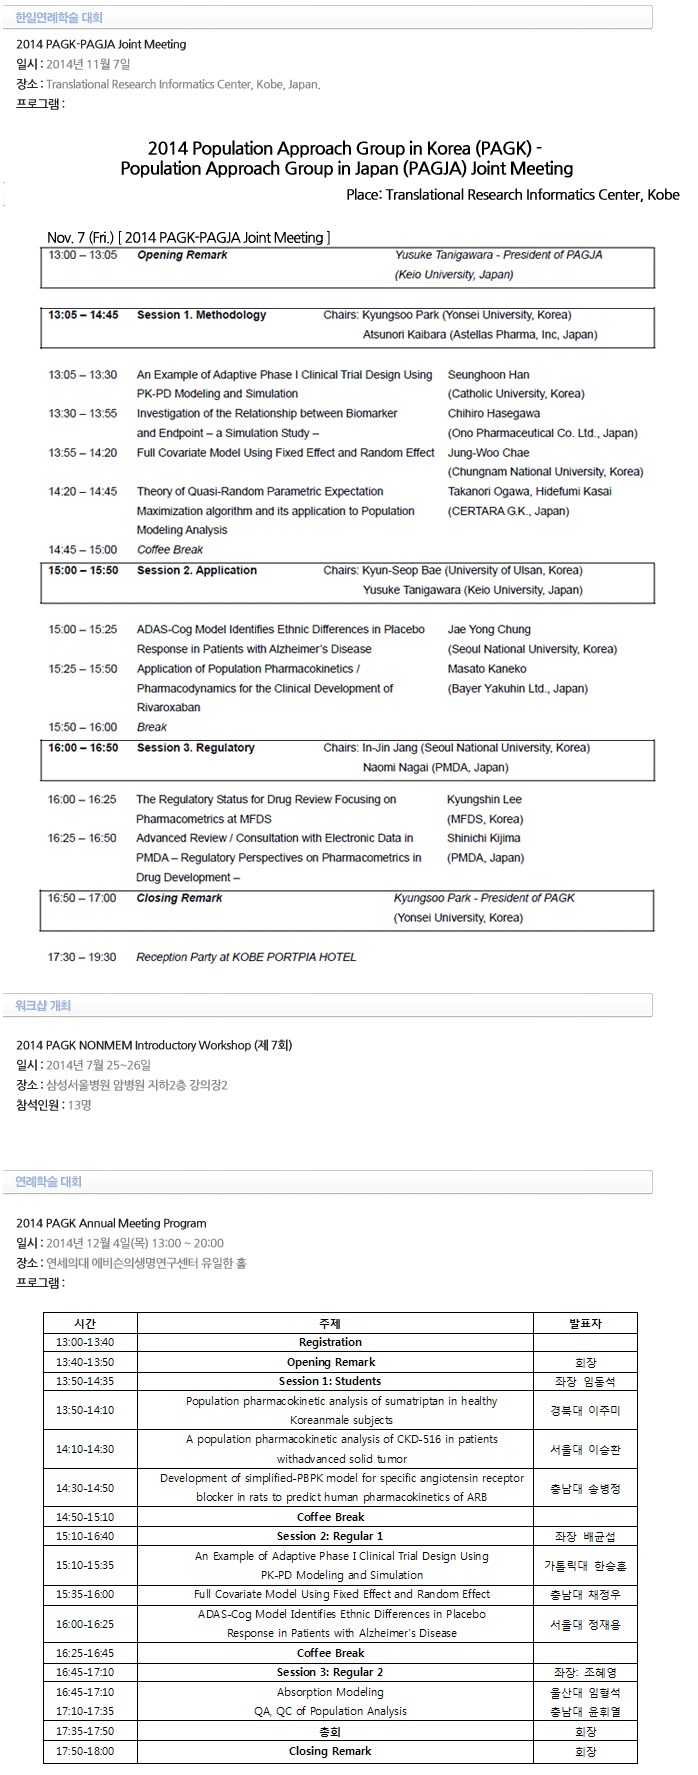 한일연례학술 대회
2014 PAGK-PAGJA Joint Meeting
일시 : 2014년 11월 7일
장소 : Translational Research Informatics Center, Kobe, Japan.
프로그램 :
2014 Population Approach Group in Korea (PAGK) -
Population Approach Group in Japan (PAGJA) Joint Meeting
Place: Translational Research Informatics Center, Kobe
Nov. 7 (Fri.) [ 2014 PAGK-PAGJA Joint Meeting ]
13:00 – 13:05 Opening Remark Yusuke Tanigawara - President of PAGJA
(Keio University, Japan)
13:05 – 14:45 Session 1. Methodology Chairs: Kyungsoo Park (Yonsei University, Korea)
Atsunori Kaibara (Astellas Pharma, Inc, Japan)
13:05 – 13:30 An Example of Adaptive Phase I Clinical Trial Design Using Seunghoon Han
PK-PD Modeling and Simulation (Catholic University, Korea)
13:30 – 13:55 Investigation of the Relationship between Biomarker Chihiro Hasegawa
and Endpoint – a Simulation Study – (Ono Pharmaceutical Co. Ltd., Japan)
13:55 – 14:20 Full Covariate Model Using Fixed Effect and Random Effect Jung-Woo Chae
(Chungnam National University, Korea)
14:20 – 14:45 Theory of Quasi-Random Parametric Expectation Takanori Ogawa, Hidefumi Kasai
Maximization algorithm and its application to Population (CERTARA G.K., Japan)
Modeling Analysis
14:45 – 15:00 Coffee Break
15:00 – 15:50 Session 2. Application Chairs: Kyun-Seop Bae (University of Ulsan, Korea)
Yusuke Tanigawara (Keio University, Japan)
15:00 – 15:25 ADAS-Cog Model Identifies Ethnic Differences in Placebo Jae Yong Chung
Response in Patients with Alzheimer's Disease (Seoul National University, Korea)
15:25 – 15:50 Application of Population Pharmacokinetics / Masato Kaneko
Pharmacodynamics for the Clinical Development of (Bayer Yakuhin Ltd., Japan)
Rivaroxaban
15:50 – 16:00 Break
16:00 – 16:50 Session 3. Regulatory Chairs: In-Jin Jang (Seoul National University, Korea)
Naomi Nagai (PMDA, Japan)
16:00 – 16:25 The Regulatory Status for Drug Review Focusing on Kyungshin Lee
Pharmacometrics at MFDS (MFDS, Korea)
16:25 – 16:50 Advanced Review / Consultation with Electronic Data in Shinichi Kijima
PMDA – Regulatory Perspectives on Pharmacometrics in (PMDA, Japan)
Drug Development –
16:50 – 17:00 Closing Remark Kyungsoo Park - President of PAGK
(Yonsei University, Korea)
17:30 – 19:30 Reception Party at KOBE PORTPIA HOTEL
워크샵 개최
2014 PAGK NONMEM Introductory Workshop (제 7회)
일시 : 2014년 7월 25~26일
장소 : 삼성서울병원 암병원 지하2층 강의장2
참석인원 : 13명
연례학술 대회
2014 PAGK Annual Meeting Program
일시 : 2014년 12월 4일(목) 13:00 ~ 20:00
장소 : 연세의대 에비슨의생명연구센터 유일한 홀
프로그램 :
시간 주제 발표자
13:00-13:40 Registration
13:40-13:50 Opening Remark 회장
13:50-14:35 Session 1: Students 좌장 임동석
13:50-14:10 Population pharmacokinetic analysis of sumatriptan in healthy 경북대 이주미
Koreanmale subjects
14:10-14:30 A population pharmacokinetic analysis of CKD-516 in patients 서울대 이승환
withadvanced solid tumor
14:30-14:50 Development of simplified-PBPK model for specific angiotensin receptor 충남대 송병정
blocker in rats to predict human pharmacokinetics of ARB
14:50-15:10 Coffee Break
15:10-16:40 Session 2: Regular 1 좌장 배균섭
15:10-15:35 An Example of Adaptive Phase I Clinical Trial Design Using 가톨릭대 한승훈
PK-PD Modeling and Simulation
15:35-16:00 Full Covariate Model Using Fixed Effect and Random Effect 충남대 채정우
16:00-16:25 ADAS-Cog Model Identifies Ethnic Differences in Placebo 서울대 정재용
Response in Patients with Alzheimer's Disease
16:25-16:45 Coffee Break
16:45-17:10 Session 3: Regular 2 좌장: 조혜영
16:45-17:10 Absorption Modeling 울산대 임형석
17:10-17:35 QA, QC of Population Analysis 충남대 윤휘열
17:35-17:50 총회 회장
17:50-18:00 Closing Remark 회장